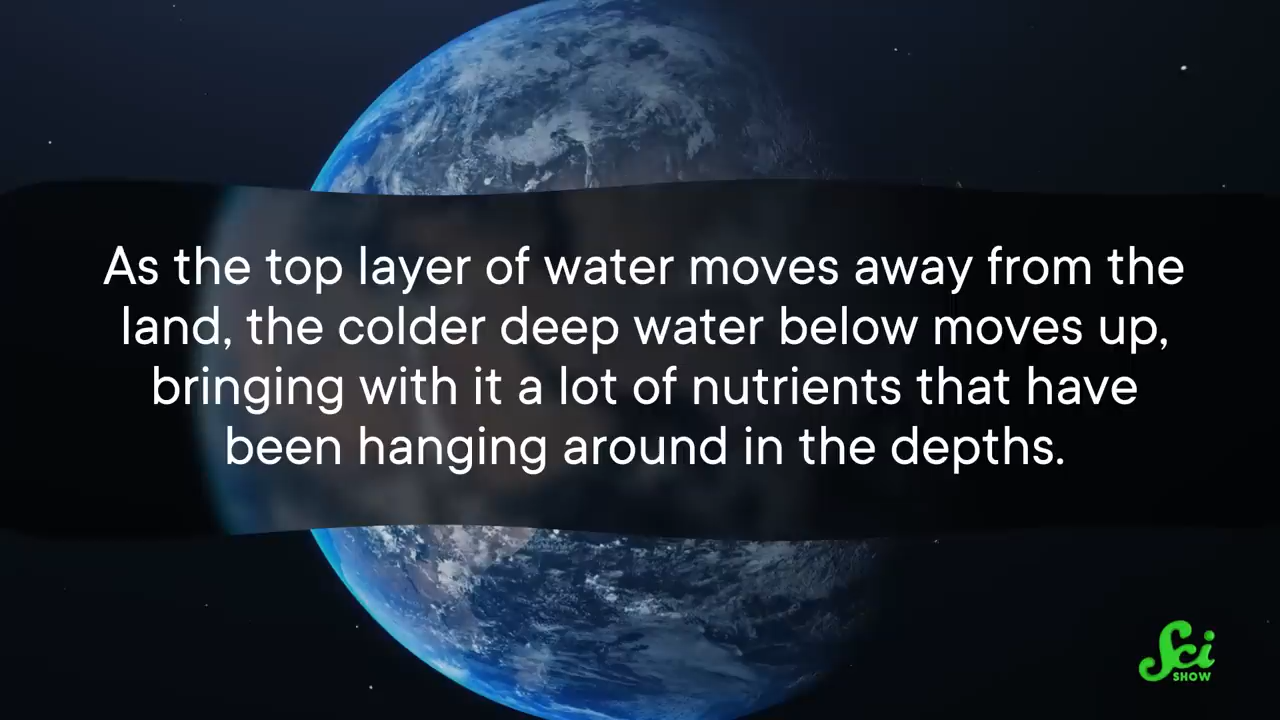 As the top layer of water moves away from the
land, the colder deep water below moves up,
bringing with it a lot of nutrients that have
been hanging around in the depths.
Sci
SHOW